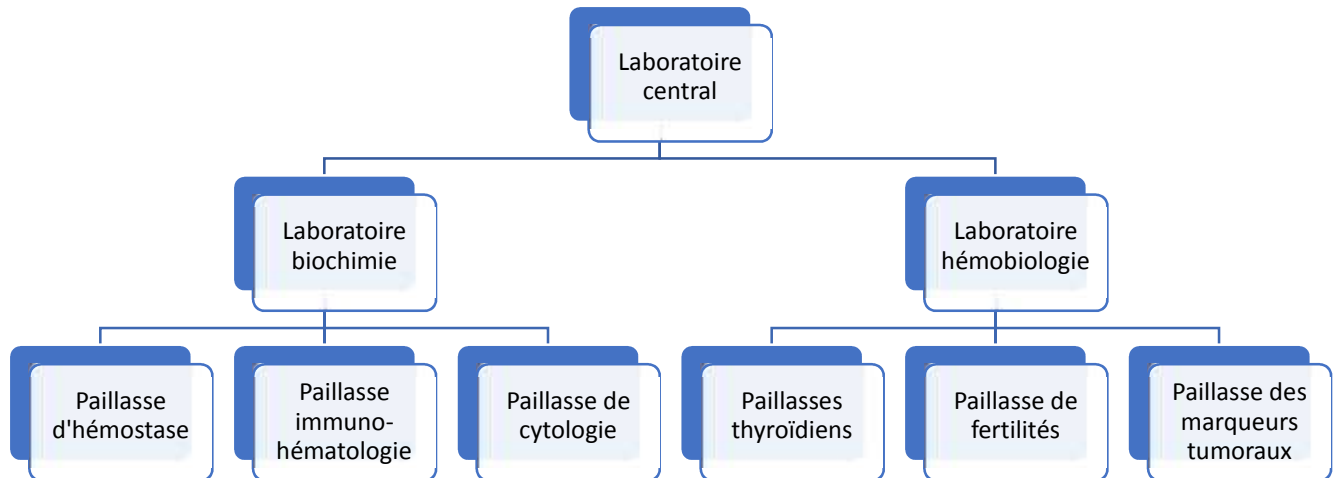 Laboratoire
central
Laboratoire
biochimie
Laboratoire
hémobiologie
Paillasse
d'hémostase
Paillasse
immuno-
hématologie
Paillasse de
cytologie
Paillasses
thyroïdiens
Paillasse de
fertilités
Paillasse des
marqueurs
tumoraux